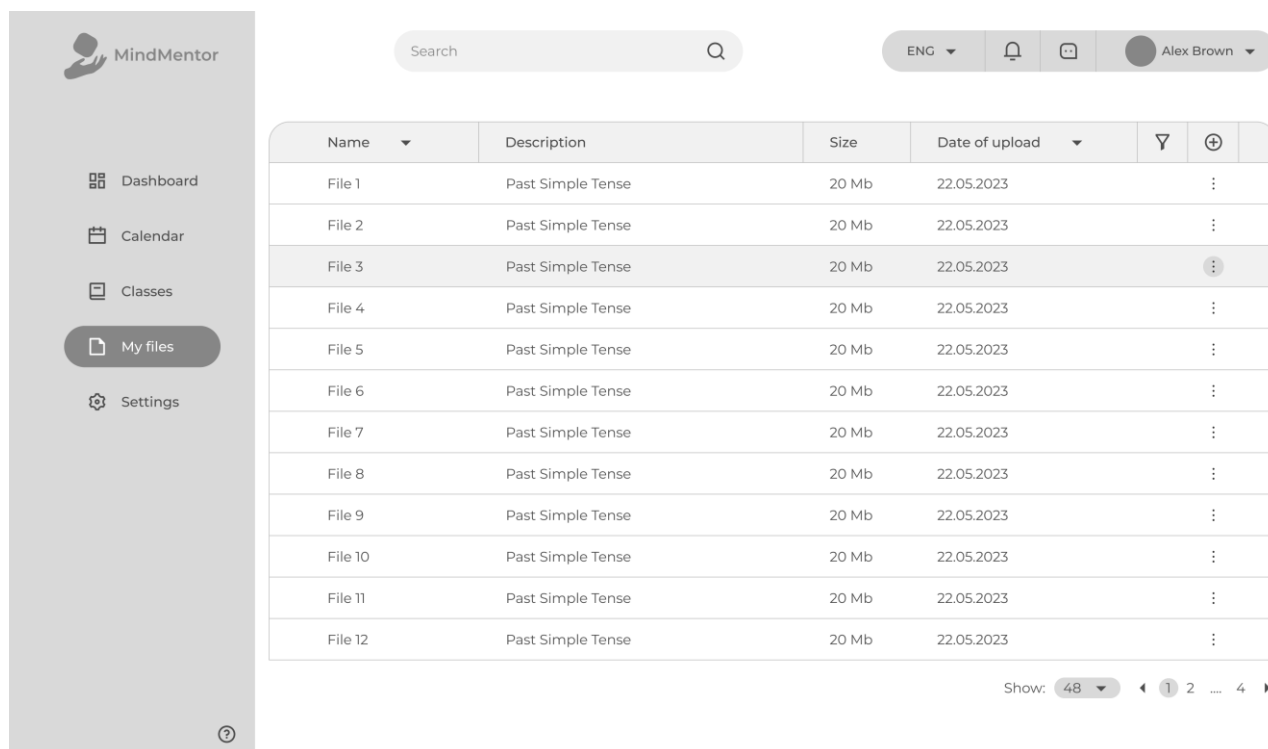 MindMentor
Search
ENG
Alex Brown
Dashboard
Calendar
Classes
My files
Settings
Name Description Size Date of upload
File 1 Past Simple Tense 20 Mb 22.05.2023
File 2 Past Simple Tense 20 Mb 22.05.2023
File 3 Past Simple Tense 20 Mb 22.05.2023
File 4 Past Simple Tense 20 Mb 22.05.2023
File 5 Past Simple Tense 20 Mb 22.05.2023
File 6 Past Simple Tense 20 Mb 22.05.2023
File 7 Past Simple Tense 20 Mb 22.05.2023
File 8 Past Simple Tense 20 Mb 22.05.2023
File 9 Past Simple Tense 20 Mb 22.05.2023
File 10 Past Simple Tense 20 Mb 22.05.2023
File 11 Past Simple Tense 20 Mb 22.05.2023
File 12 Past Simple Tense 20 Mb 22.05.2023
Show: 48 1 2 .... 4